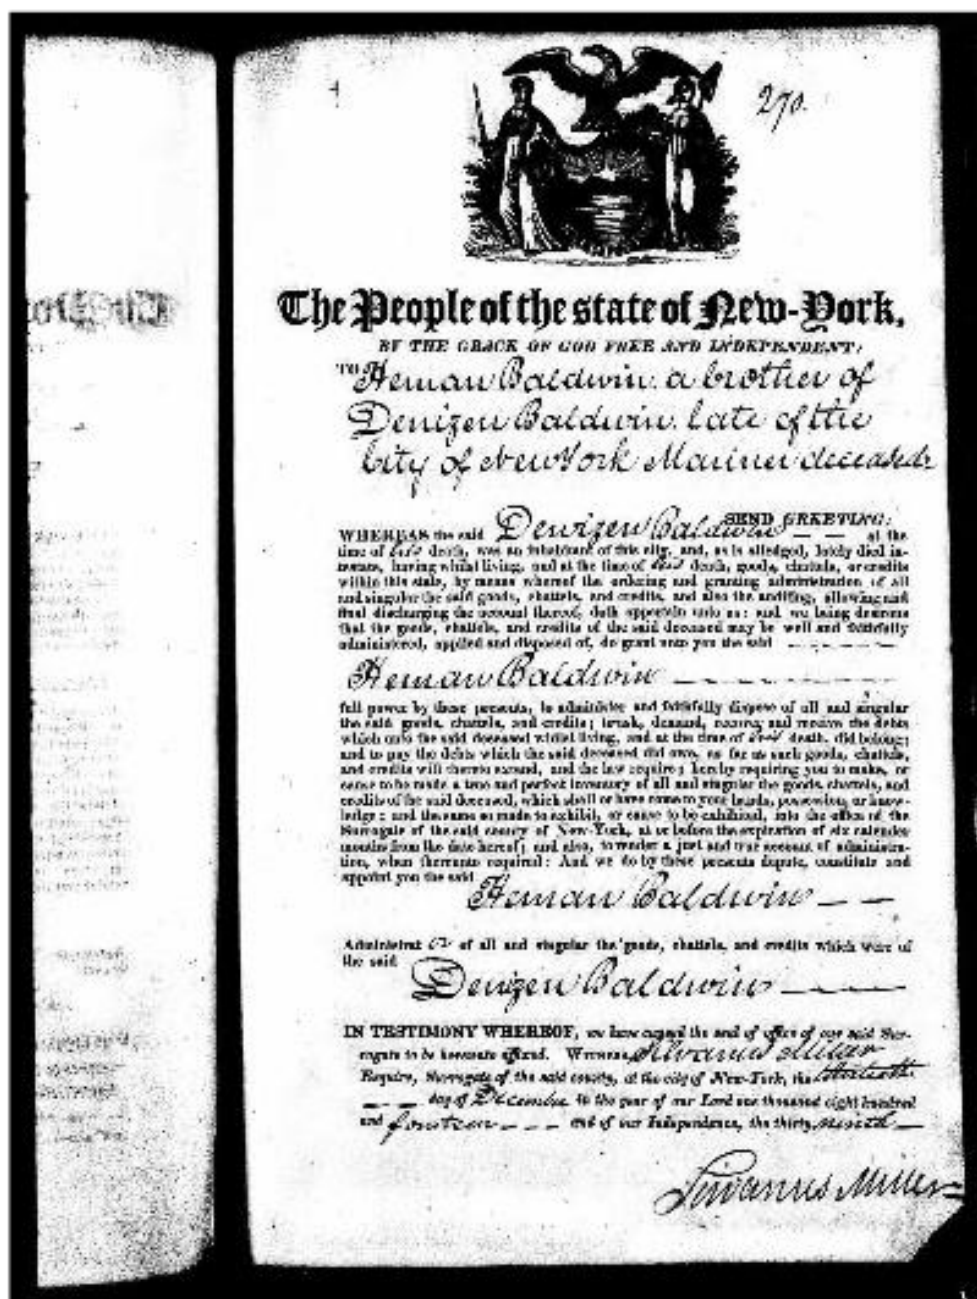 270.
The People of the state of New-York,
BY THE GRACE OF GOD FREE AND INDEPENDENT:
TO Heman Baldwin a brother of
Denizen Baldwin late of the
City of New York Mariner deceased
SEND GREETING:
WHEREAS the said Denizen Baldwin — — at the
time of his death, was an inhabitant of this city, and, as is alledged, lately died in-
testate, having whilst living, and at the time of his death, goods, chattels, or credits
within this state, by means whereof the ordering and granting administration of all
and singular the said goods, chattels, and credits, and also the auditing, allowing and
final discharging the account thereof, doth appertain unto us: and we being desirous
that the goods, chattels, and credits of the said deceased may be well and faithfully
administered, applied and disposed of, do grant unto you the said
Heman Baldwin
full power by these presents, to administer and faithfully dispose of all and singular
the said goods, chattels, and credits; to ask, demand, recover, and receive the debts
which unto the said deceased whilst living, and at the time of his death, did belong;
and to pay the debts which the said deceased did owe, as far as such goods, chattels,
and credits will thereto extend, and the law require; hereby requiring you to make, or
cause to be made a true and perfect inventory of all and singular the goods, chattels, and
credits of the said deceased, which shall or have come to your hands, possession, or know-
ledge; and the same so made to exhibit, or cause to be exhibited, into the office of the
Surrogate of the said county of New-York, at or before the expiration of six calendar
months from the date hereof; and also, to render a just and true account of administra-
tion, when thereunto required: And we do by these presents depute, constitute and
appoint you the said
Heman Baldwin — —
Administrator of all and singular the goods, chattels, and credits which were of
the said
Denizen Baldwin — —
IN TESTIMONY WHEREOF, we have caused the seal of office of our said Sur-
rogate to be hereunto affixed. WITNESS, Silvanus Miller
Esquire, Surrogate of the said county, at the city of New-York, the
— — day of December in the year of our Lord one thousand eight hundred
and fourteen — — and of our Independence, the thirty ninth —
Silvanus Miller